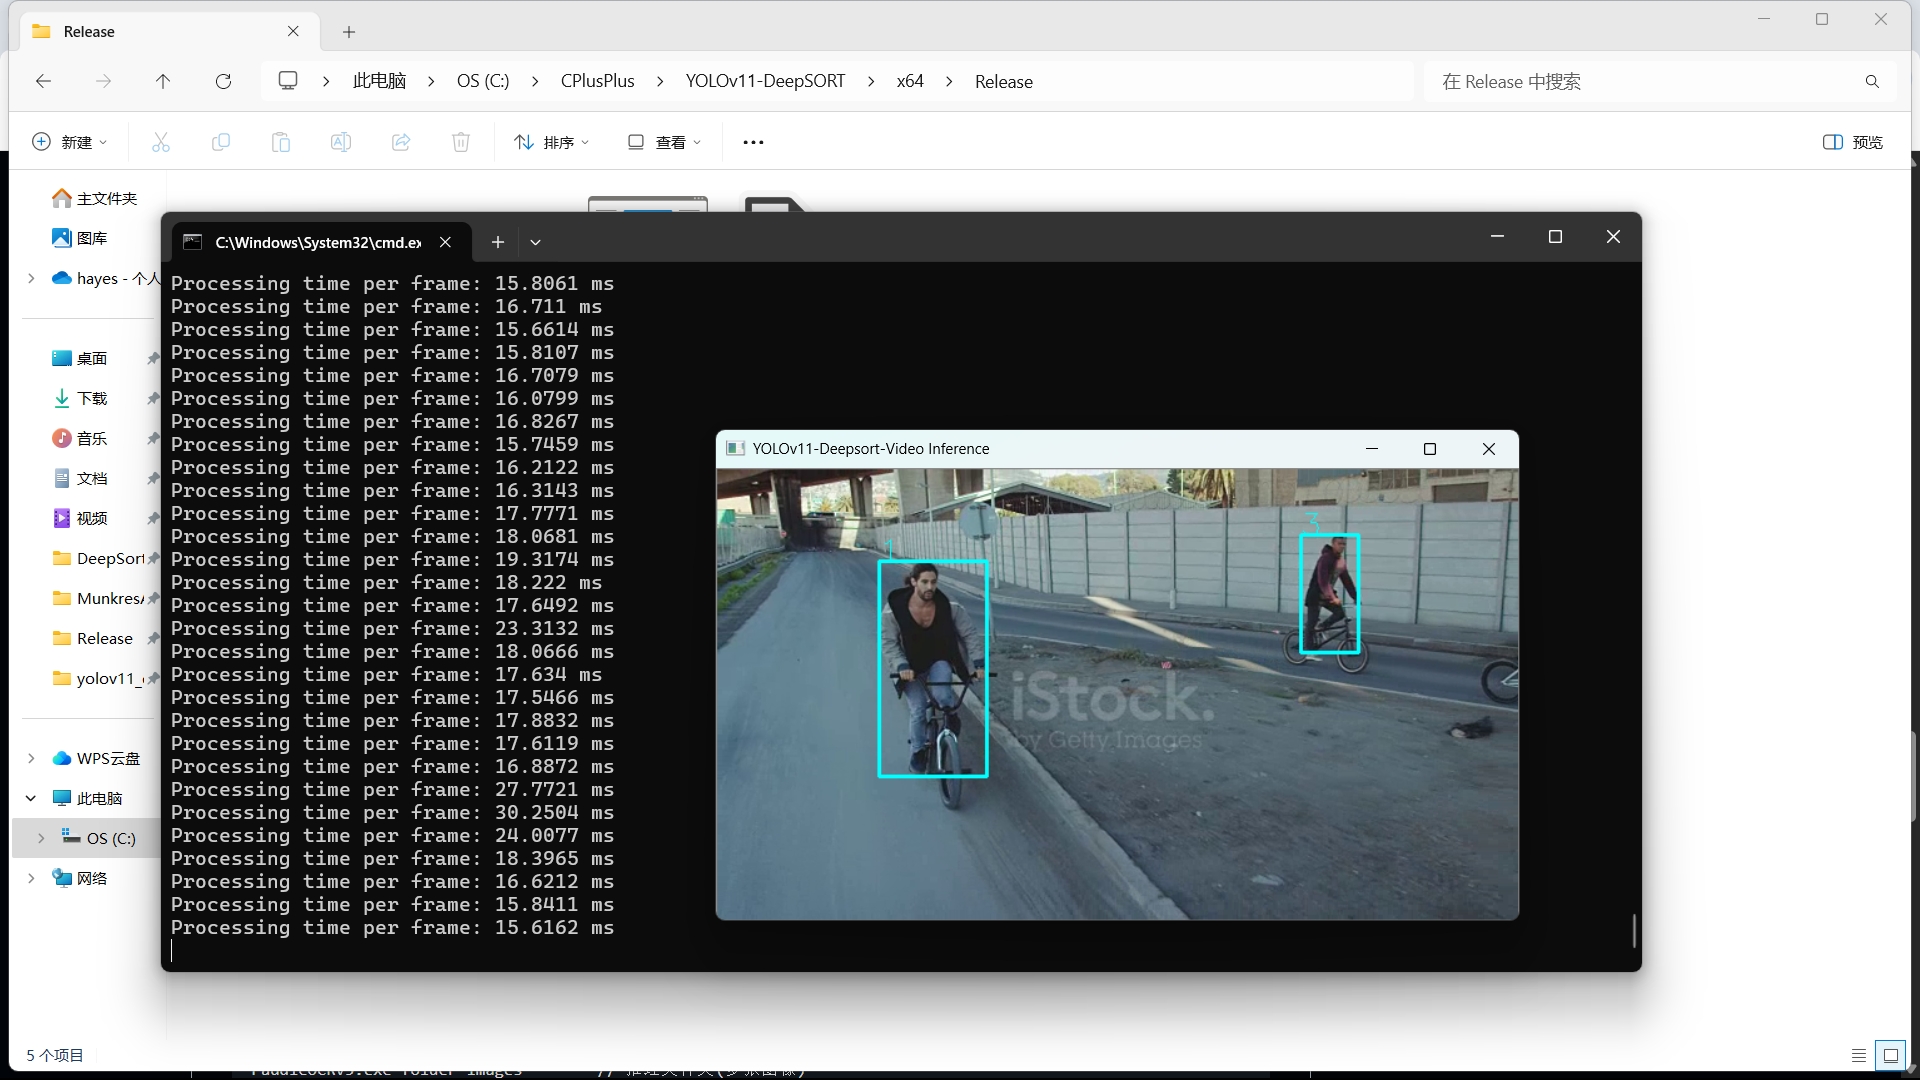 Release
此电脑 OS (C:) CPlusPlus YOLOv11-DeepSORT x64 Release
在 Release 中搜索
新建
排序
查看
预览
主文件夹
图库
hayes - 个人
桌面
下载
音乐
文档
视频
DeepSort
Munkres
Release
yolov11_
WPS云盘
此电脑
OS (C:)
网络
5 个项目
C:\Windows\System32\cmd.ex
Processing time per frame: 15.8061 ms
Processing time per frame: 16.711 ms
Processing time per frame: 15.6614 ms
Processing time per frame: 15.8107 ms
Processing time per frame: 16.7079 ms
Processing time per frame: 16.0799 ms
Processing time per frame: 16.8267 ms
Processing time per frame: 15.7459 ms
Processing time per frame: 16.2122 ms
Processing time per frame: 16.3143 ms
Processing time per frame: 17.7771 ms
Processing time per frame: 18.0681 ms
Processing time per frame: 19.3174 ms
Processing time per frame: 18.222 ms
Processing time per frame: 17.6492 ms
Processing time per frame: 23.3132 ms
Processing time per frame: 18.0666 ms
Processing time per frame: 17.634 ms
Processing time per frame: 17.5466 ms
Processing time per frame: 17.8832 ms
Processing time per frame: 17.6119 ms
Processing time per frame: 16.8872 ms
Processing time per frame: 27.7721 ms
Processing time per frame: 30.2504 ms
Processing time per frame: 24.0077 ms
Processing time per frame: 18.3965 ms
Processing time per frame: 16.6212 ms
Processing time per frame: 15.8411 ms
Processing time per frame: 15.6162 ms
YOLOv11-Deepsort-Video Inference
1
3
iStock.
by Getty Images